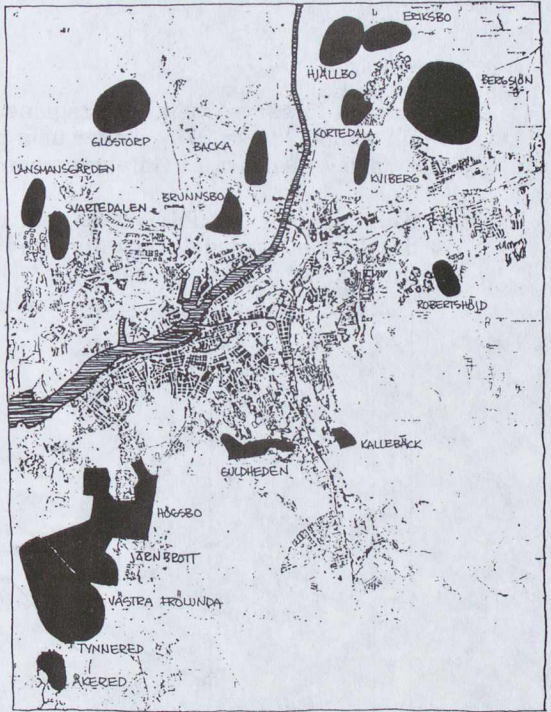 ERIKSBO
HJÄLLBO
BERGSJÖN
GLÖSTORP
BACKA
KORTEDALA
LÄNSMANSGÅRDEN
KVIBERG
SVARTEDALEN
BRUNNSBO
ROBERTSHÖJD
KALLEBÄCK
GULDHEDEN
HÖGSBO
JÄRNBROTT
VÄSTRA FRÖLUNDA
TYNNERED
ÅKERED